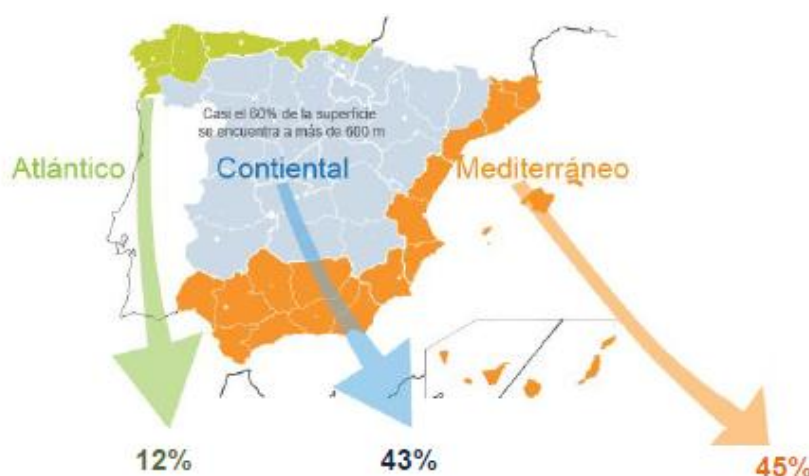 Casi el 60% de la superficie
se encuentra a más de 600 m
Atlántico
Contiental
Mediterráneo
12%
43%
45%